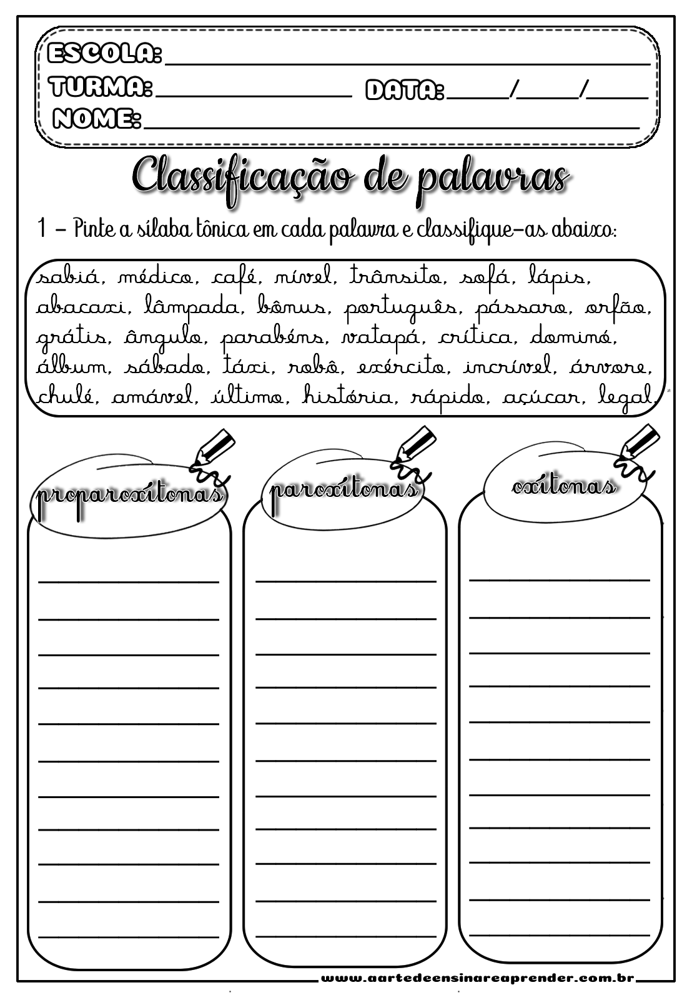 ESCOLA:
TURMA: DATA: / /
NOME:
Classificação de palavras
1 - Pinte a sílaba tônica em cada palavra e classifique-as abaixo:
sabiá, médico, café, nível, trânsito, sofá, lápis,
abacaxi, lâmpada, bônus, português, pássaro, orfão,
grátis, ângulo, parabéns, vatapá, crítica, dominó,
álbum, sábado, táxi, robô, exército, incrível, árvore,
chulé, amável, último, história, rápido, açúcar, legal.
proparoxítonas paroxítonas oxítonas
www.aartedeensinareaprender.com.br